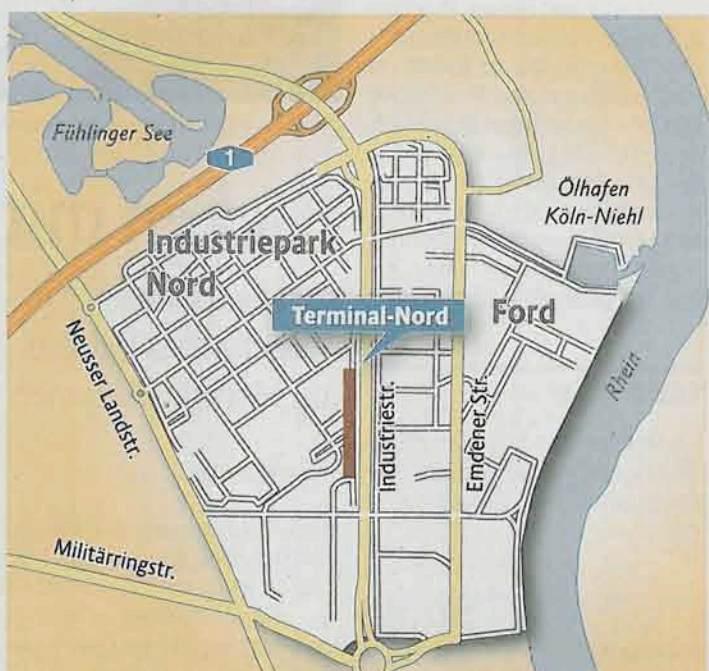 Fühlinger See
1
Ölhafen
Köln-Niehl
Industriepark
Nord
Terminal-Nord
Ford
Neusser Landstr.
Industriestr.
Emdener Str.
Rhein
Militärringstr.